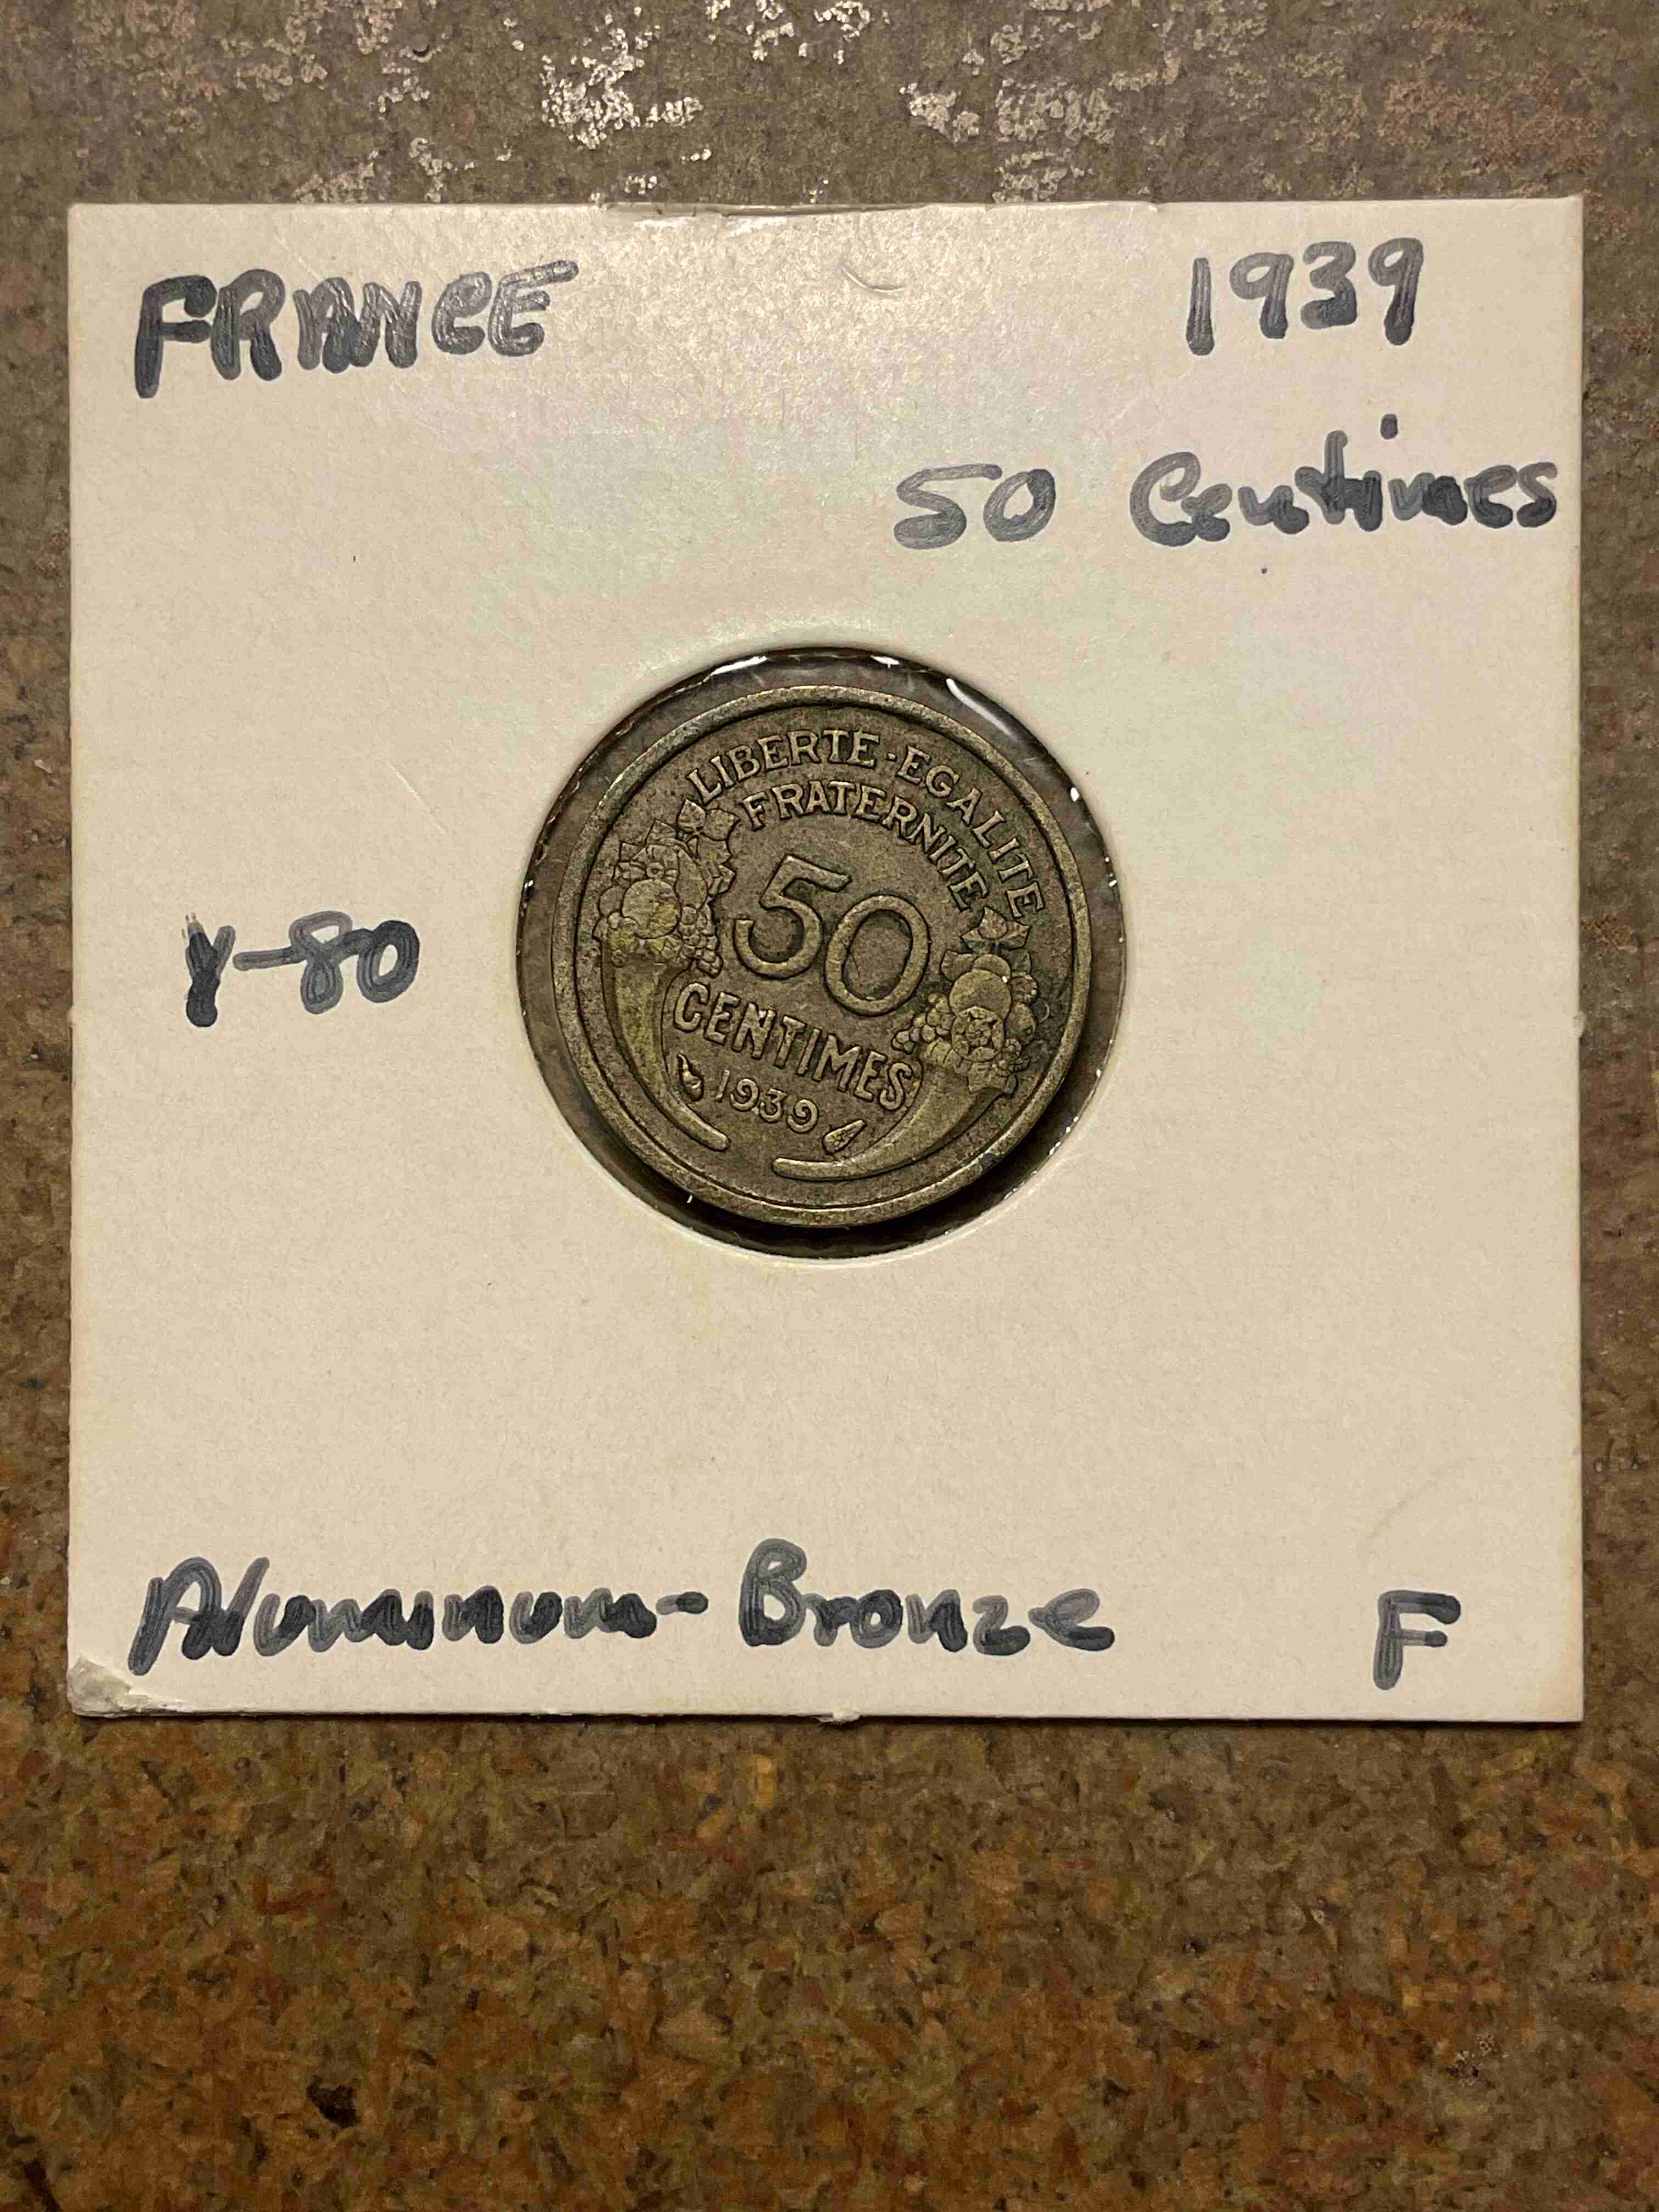 FRANCE 1939
50 Centimes
LIBERTE·EGALITE
FRATERNITE
50
CENTIMES
1939
Y-80
Aluminum-Bronze F